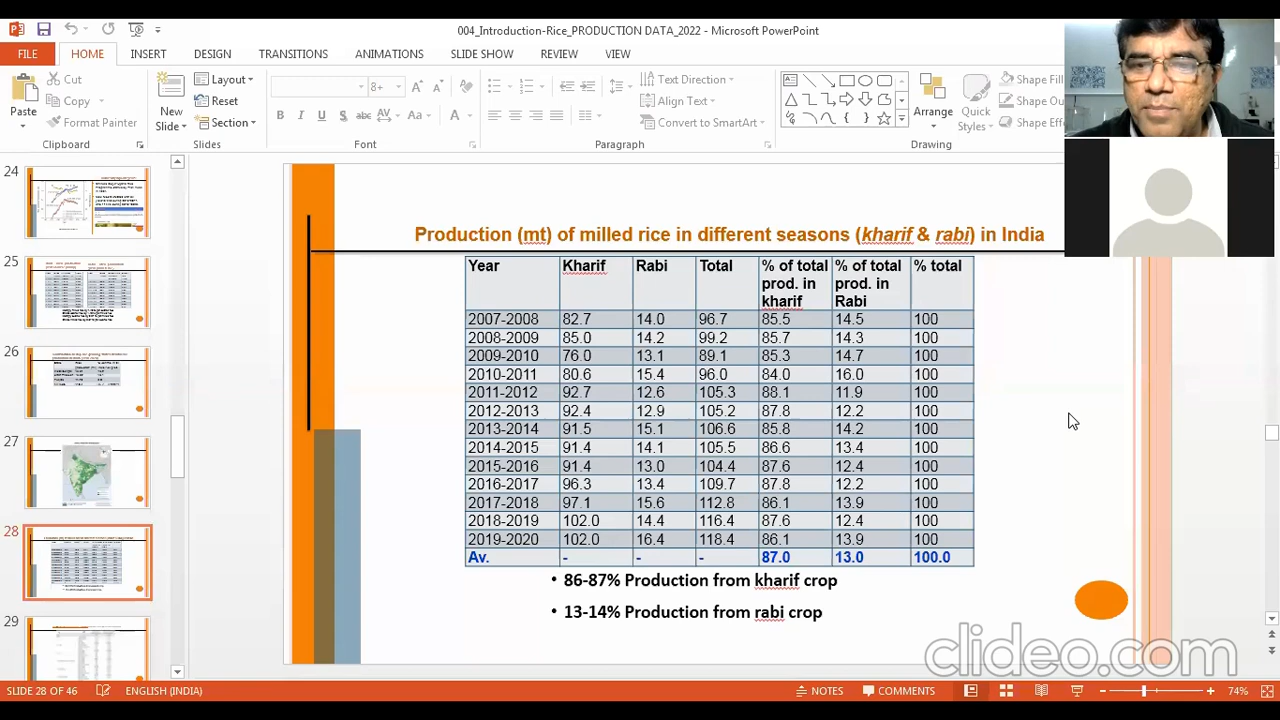 004_Introduction-Rice_PRODUCTION DATA_2022 - Microsoft PowerPoint
FILE HOME INSERT DESIGN TRANSITIONS ANIMATIONS SLIDE SHOW REVIEW VIEW
Paste
Cut
Copy
Format Painter
Clipboard
New
Slide
Layout
Reset
Section
Slides
8+
B I U S abc AV Aa A
Font
Text Direction
Align Text
Convert to SmartArt
Paragraph
Arrange
Quick
Styles
Shape Fill
Shape Ou
Shape Effe
Drawing
24
25
26
27
28
29
Production (mt) of milled rice in different seasons (kharif & rabi) in India
Year Kharif Rabi Total % of total prod. in kharif % of total prod. in Rabi % total
2007-2008 82.7 14.0 96.7 85.5 14.5 100
2008-2009 85.0 14.2 99.2 85.7 14.3 100
2009-2010 76.0 13.1 89.1 85.3 14.7 100
2010-2011 80.6 15.4 96.0 84.0 16.0 100
2011-2012 92.7 12.6 105.3 88.1 11.9 100
2012-2013 92.4 12.9 105.2 87.8 12.2 100
2013-2014 91.5 15.1 106.6 85.8 14.2 100
2014-2015 91.4 14.1 105.5 86.6 13.4 100
2015-2016 91.4 13.0 104.4 87.6 12.4 100
2016-2017 96.3 13.4 109.7 87.8 12.2 100
2017-2018 97.1 15.6 112.8 86.1 13.9 100
2018-2019 102.0 14.4 116.4 87.6 12.4 100
2019-2020 102.0 16.4 118.4 86.1 13.9 100
Av. - - - 87.0 13.0 100.0
• 86-87% Production from kharif crop
• 13-14% Production from rabi crop
clideo.com
SLIDE 28 OF 46 ENGLISH (INDIA) NOTES COMMENTS 74%